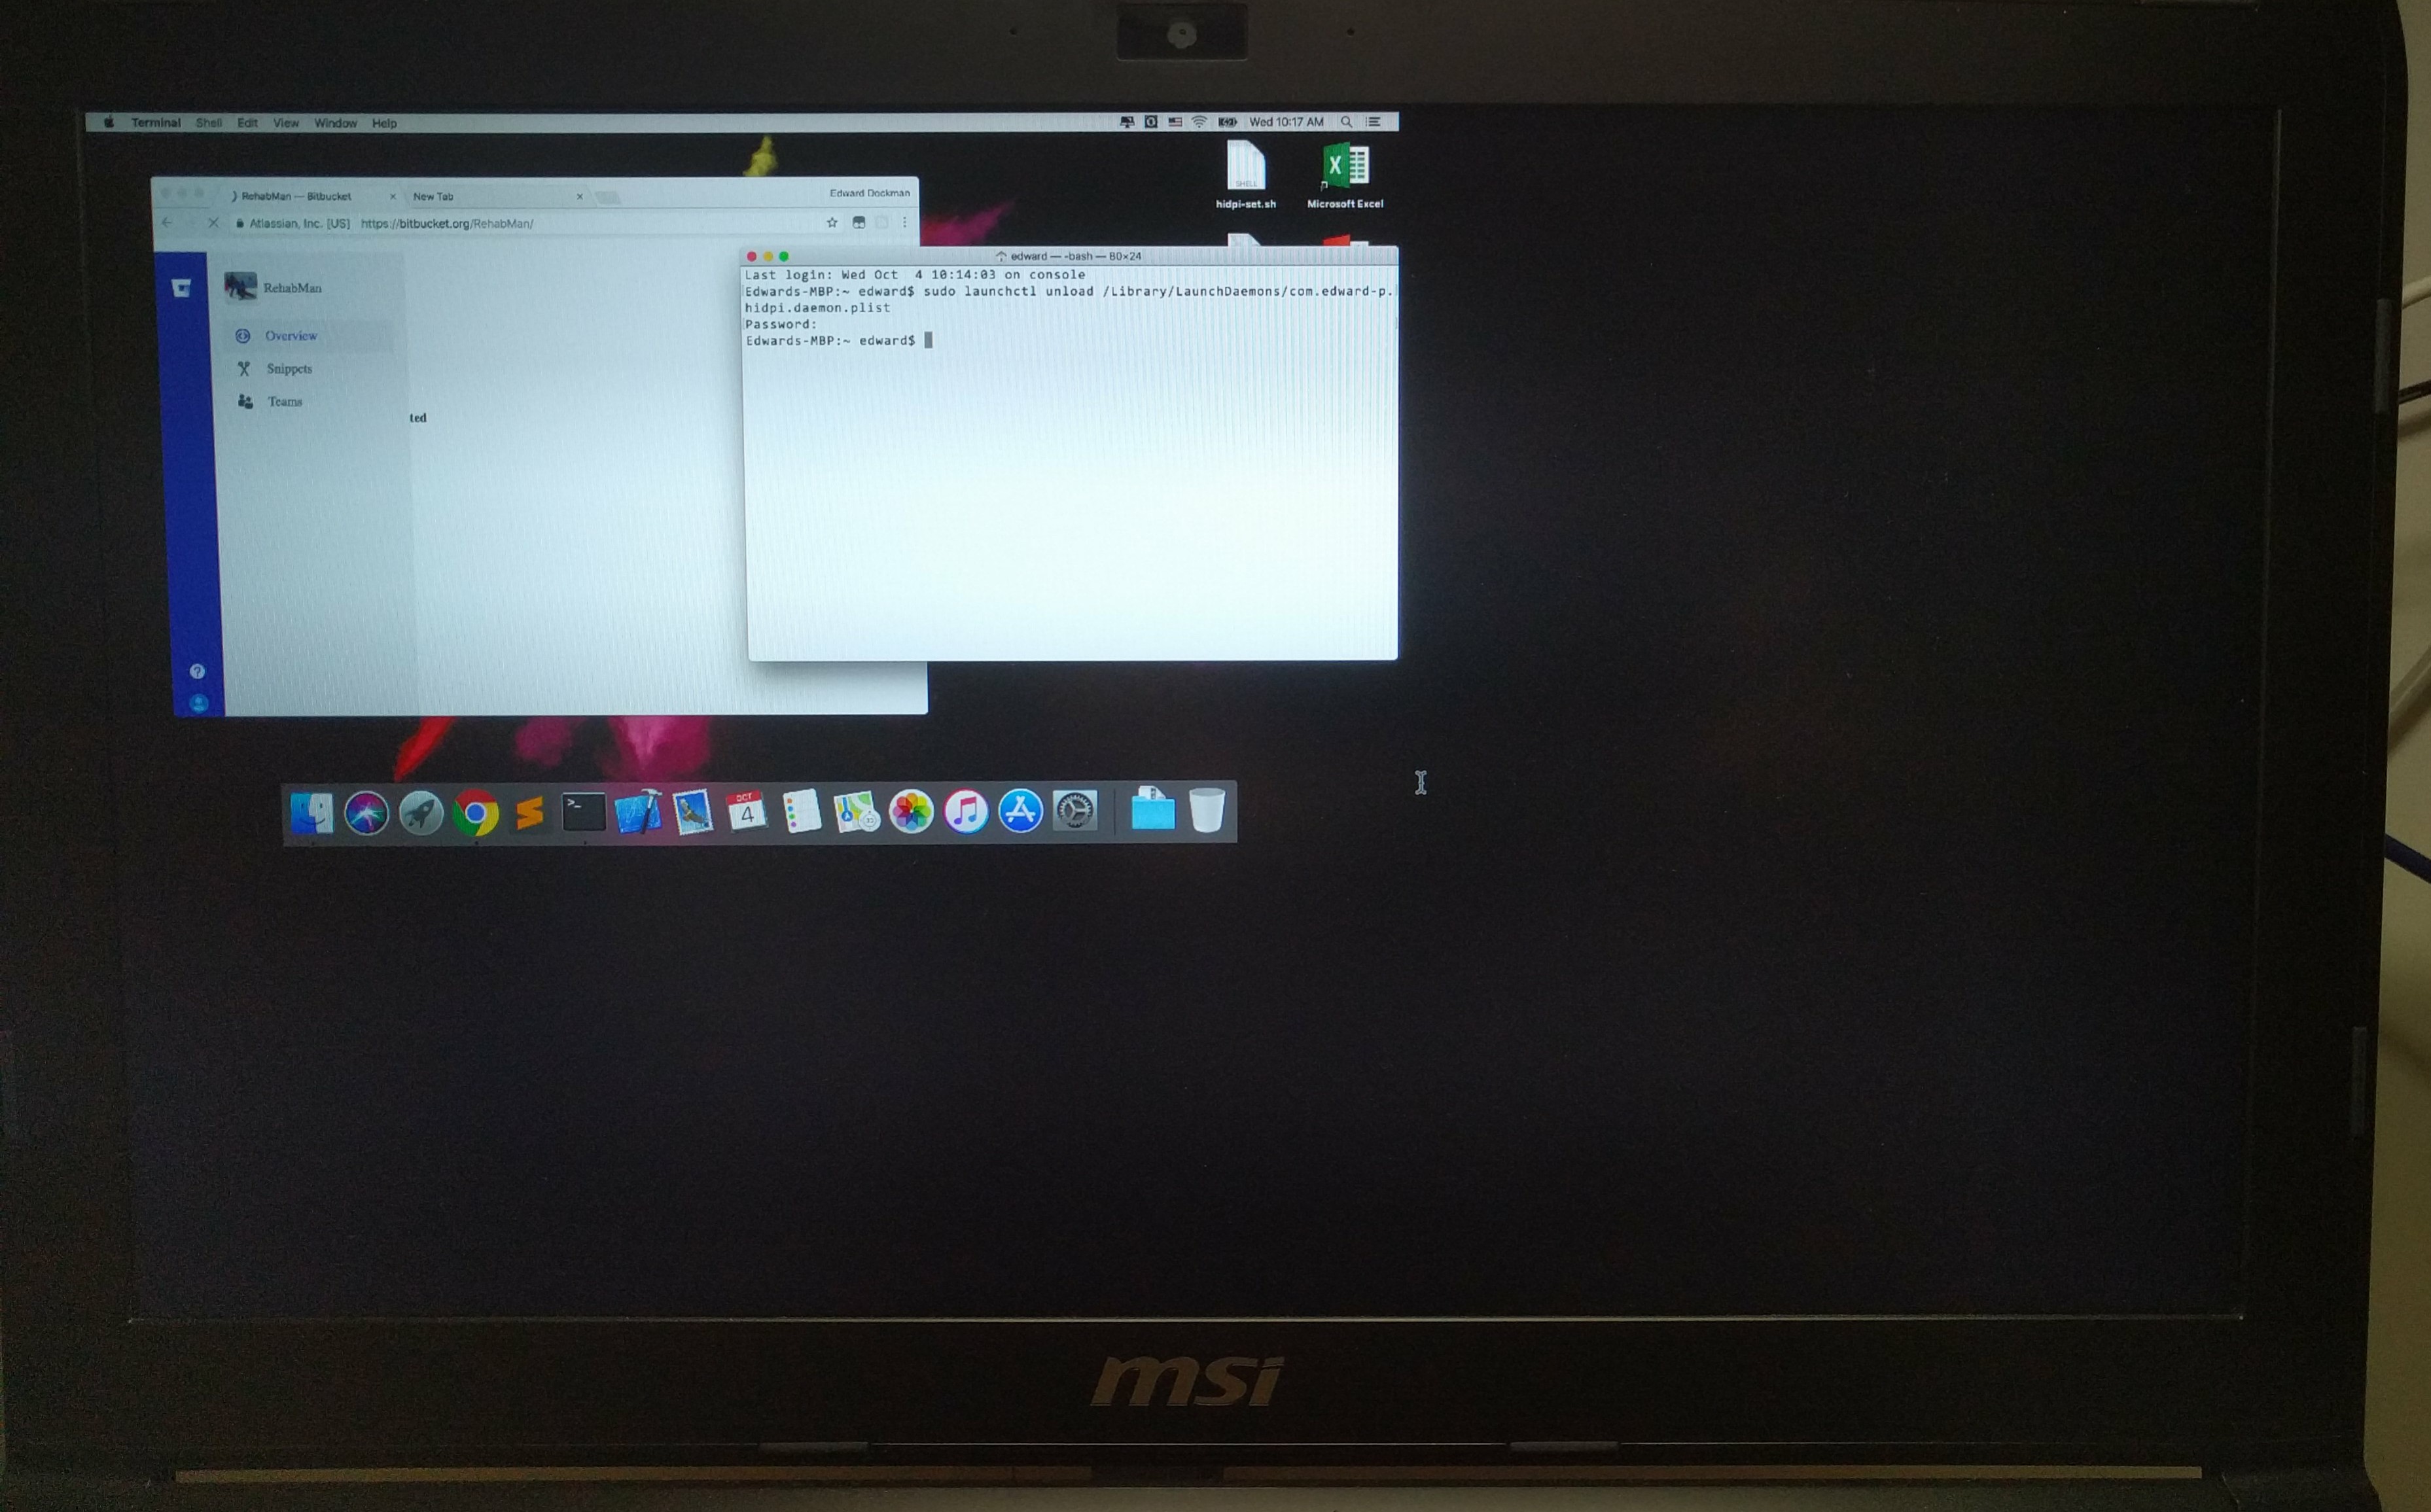 Terminal Shell Edit View Window Help Wed 10:17 AM
SHELL
hidpi-set.sh
Microsoft Excel
RehabMan — Bitbucket × New Tab × Edward Dockman
Atlassian, Inc. [US] https://bitbucket.org/RehabMan/
RehabMan
Overview
Snippets
Teams
ted
edward — -bash — 80×24
Last login: Wed Oct 4 10:14:03 on console
Edwards-MBP:~ edward$ sudo launchctl unload /Library/LaunchDaemons/com.edward-p.
hidpi.daemon.plist
Password:
Edwards-MBP:~ edward$
OCT
4
msi